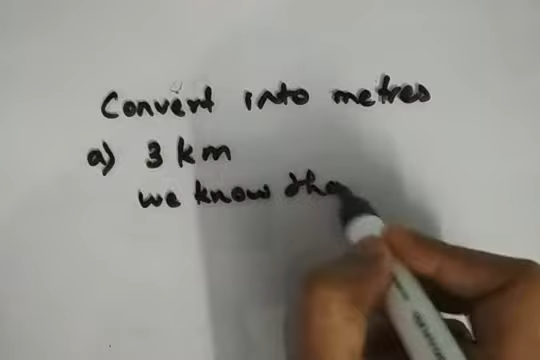 Convert into metres
a) 3 km
we know tha